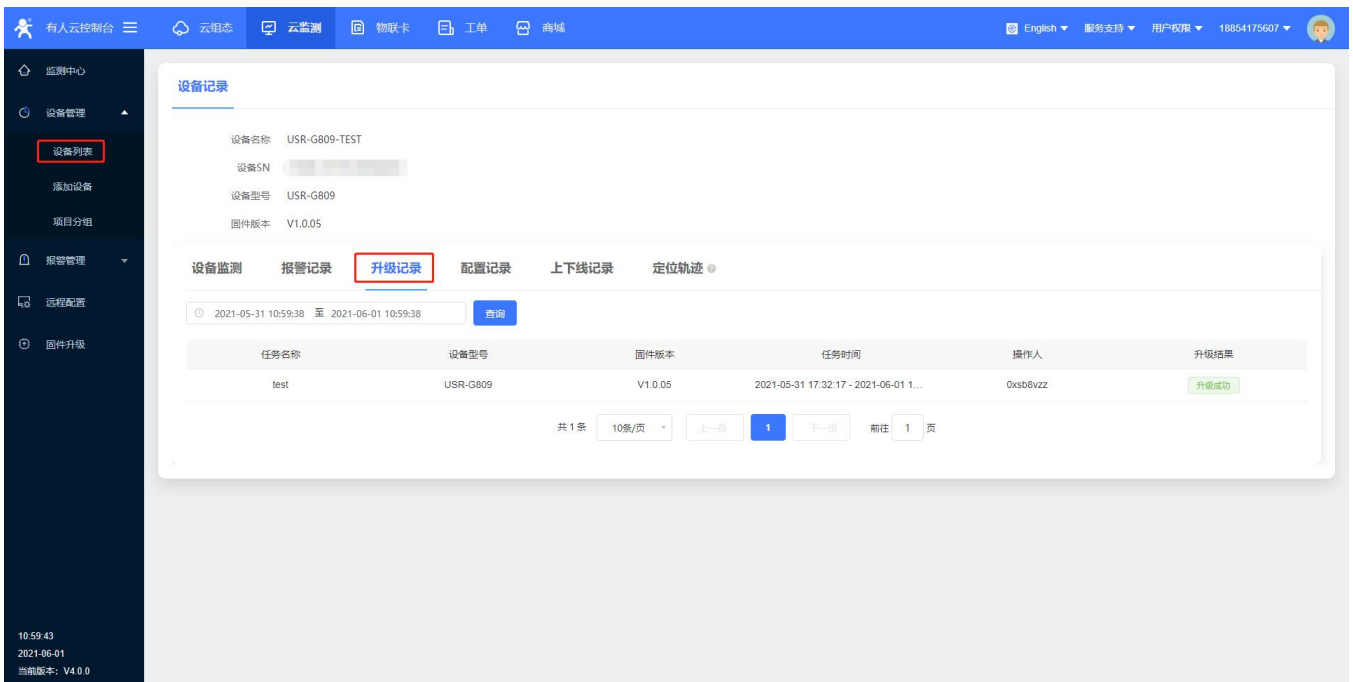 有人云控制台 云组态 云监测 物联卡 工单 商城 English 服务支持 用户权限 18854175607
监测中心
设备管理
设备列表
添加设备
项目分组
报警管理
远程配置
固件升级
10:59:43
2021-06-01
当前版本：V4.0.0
设备记录
设备名称 USR-G809-TEST
设备SN
设备型号 USR-G809
固件版本 V1.0.05
设备监测 报警记录 升级记录 配置记录 上下线记录 定位轨迹
2021-05-31 10:59:38 至 2021-06-01 10:59:38 查询
任务名称 设备型号 固件版本 任务时间 操作人 升级结果
test USR-G809 V1.0.05 2021-05-31 17:32:17 - 2021-06-01 1... 0xsb8vzz 升级成功
共 1 条 10条/页 上一页 1 下一页 前往 1 页